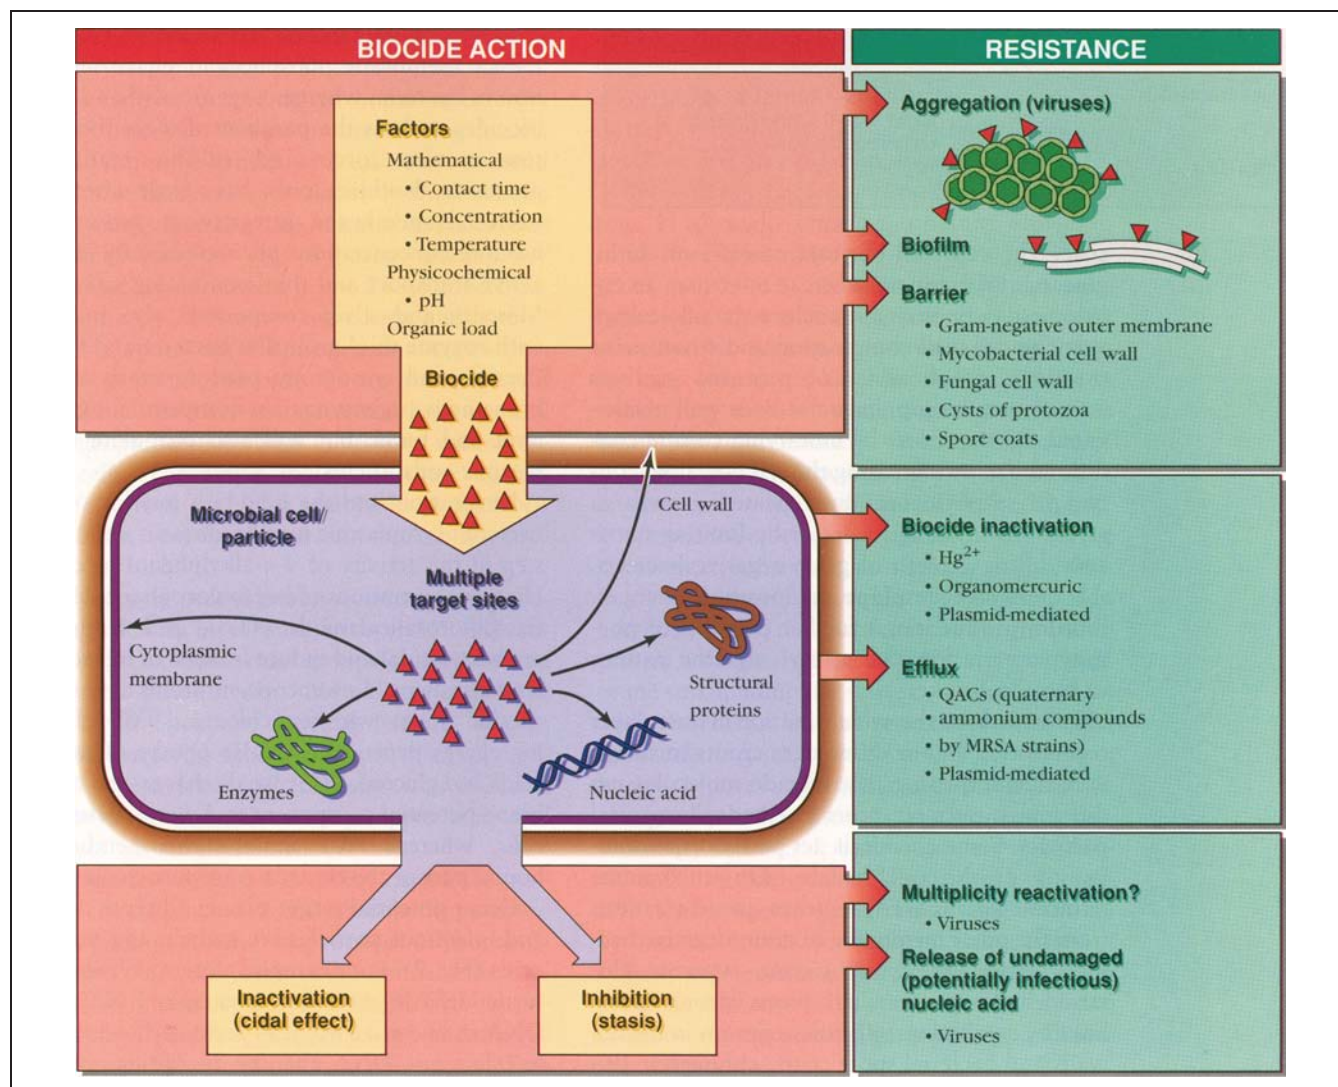 BIOCIDE ACTION
Factors
Mathematical
• Contact time
• Concentration
• Temperature
Physicochemical
• pH
Organic load
Biocide
Microbial cell/
particle
Multiple
target sites
Cell wall
Cytoplasmic
membrane
Structural
proteins
Enzymes
Nucleic acid
Inactivation
(cidal effect)
Inhibition
(stasis)
RESISTANCE
Aggregation (viruses)
Biofilm
Barrier
• Gram-negative outer membrane
• Mycobacterial cell wall
• Fungal cell wall
• Cysts of protozoa
• Spore coats
Biocide inactivation
• Hg²⁺
• Organomercuric
• Plasmid-mediated
Efflux
• QACs (quaternary
• ammonium compounds
• by MRSA strains)
• Plasmid-mediated
Multiplicity reactivation?
• Viruses
Release of undamaged
(potentially infectious)
nucleic acid
• Viruses